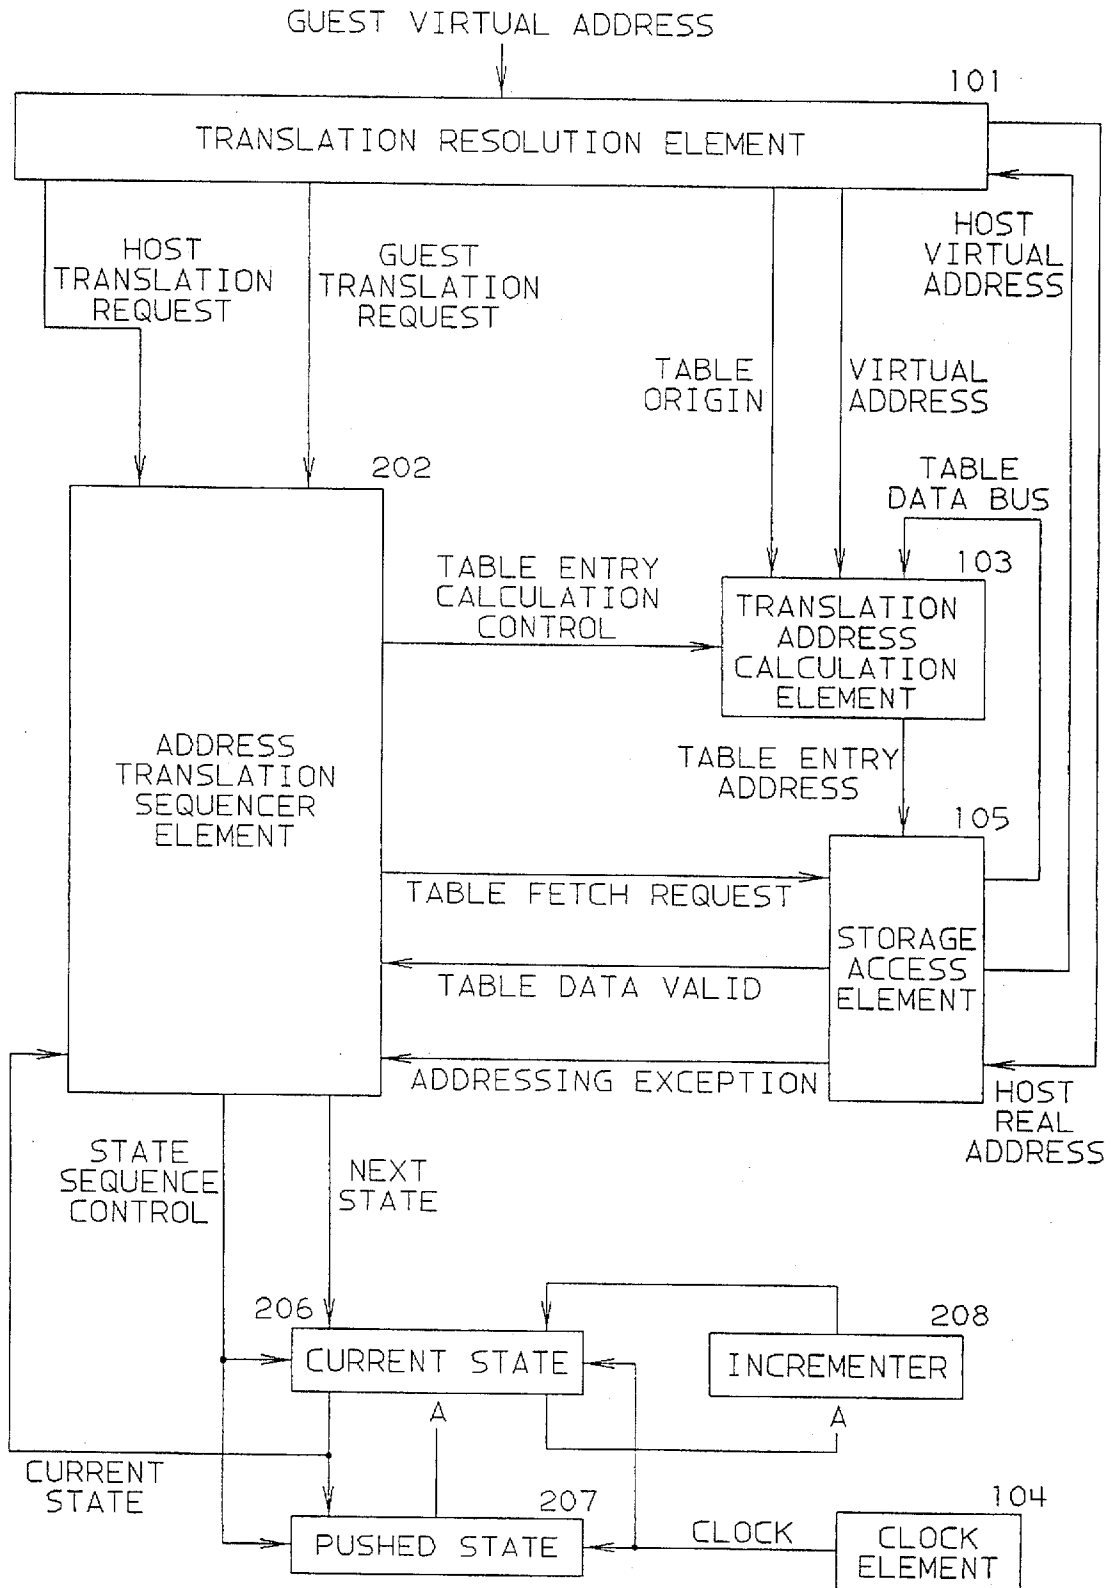 GUEST VIRTUAL ADDRESS
101
TRANSLATION RESOLUTION ELEMENT
HOST
TRANSLATION
REQUEST
GUEST
TRANSLATION
REQUEST
HOST
VIRTUAL
ADDRESS
TABLE
ORIGIN
VIRTUAL
ADDRESS
202
TABLE
DATA BUS
103
TABLE ENTRY
CALCULATION
CONTROL
TRANSLATION
ADDRESS
CALCULATION
ELEMENT
ADDRESS
TRANSLATION
SEQUENCER
ELEMENT
TABLE ENTRY
ADDRESS
105
TABLE FETCH REQUEST
STORAGE
ACCESS
ELEMENT
TABLE DATA VALID
ADDRESSING EXCEPTION
HOST
REAL
ADDRESS
STATE
SEQUENCE
CONTROL
NEXT
STATE
206
CURRENT STATE
208
INCREMENTER
A
A
CURRENT
STATE
207
PUSHED STATE
CLOCK
104
CLOCK
ELEMENT